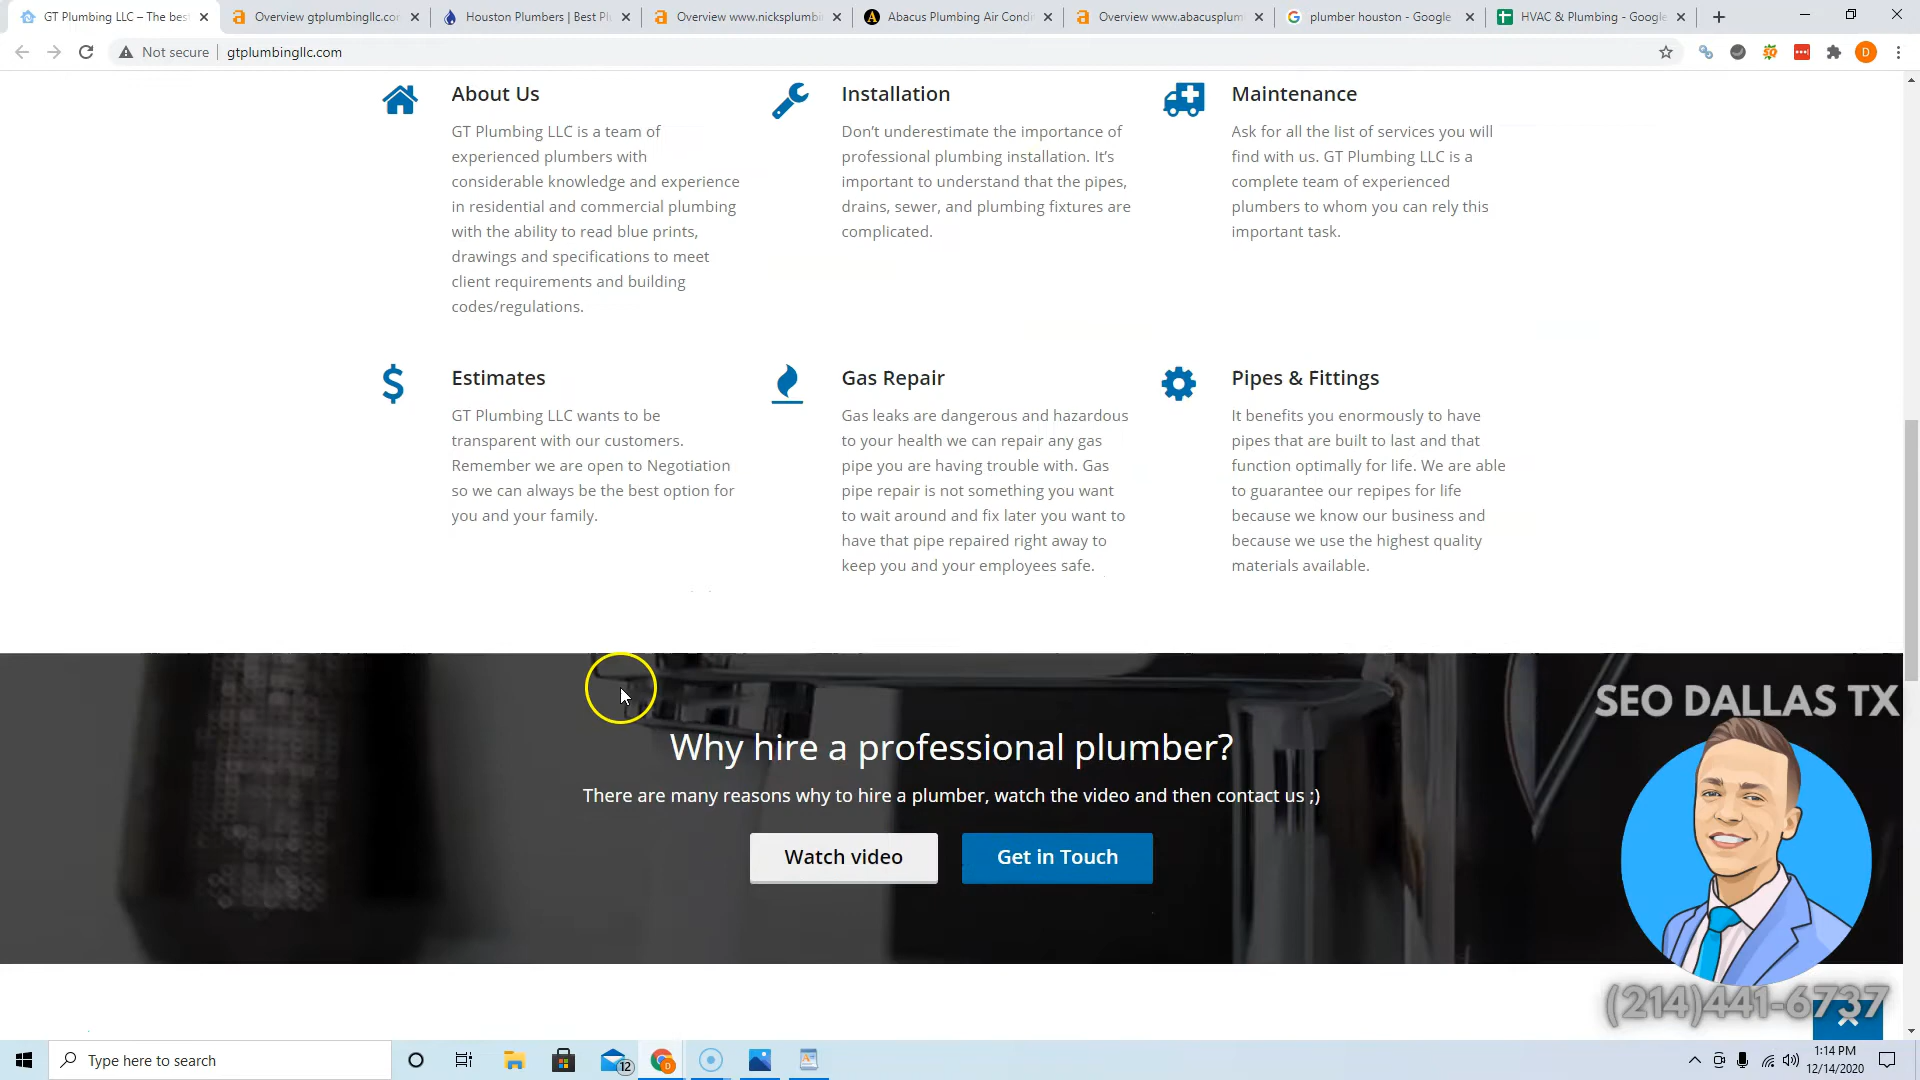 GT Plumbing LLC – The bes
Overview gtplumbingllc.co
Houston Plumbers | Best Pl
Overview www.nicksplumbi
Abacus Plumbing Air Condi
Overview www.abacusplum
plumber houston - Google
HVAC & Plumbing - Google
Not secure
gtplumbingllc.com
D
About Us
GT Plumbing LLC is a team of
experienced plumbers with
considerable knowledge and experience
in residential and commercial plumbing
with the ability to read blue prints,
drawings and specifications to meet
client requirements and building
codes/regulations.
Installation
Don’t underestimate the importance of
professional plumbing installation. It’s
important to understand that the pipes,
drains, sewer, and plumbing fixtures are
complicated.
Maintenance
Ask for all the list of services you will
find with us. GT Plumbing LLC is a
complete team of experienced
plumbers to whom you can rely this
important task.
Estimates
GT Plumbing LLC wants to be
transparent with our customers.
Remember we are open to Negotiation
so we can always be the best option for
you and your family.
Gas Repair
Gas leaks are dangerous and hazardous
to your health we can repair any gas
pipe you are having trouble with. Gas
pipe repair is not something you want
to wait around and fix later you want to
have that pipe repaired right away to
keep you and your employees safe.
Pipes & Fittings
It benefits you enormously to have
pipes that are built to last and that
function optimally for life. We are able
to guarantee our repipes for life
because we know our business and
because we use the highest quality
materials available.
SEO DALLAS TX
Why hire a professional plumber?
There are many reasons why to hire a plumber, watch the video and then contact us ;)
Watch video
Get in Touch
(214)441-6737
Type here to search
12
D
1:14 PM
12/14/2020